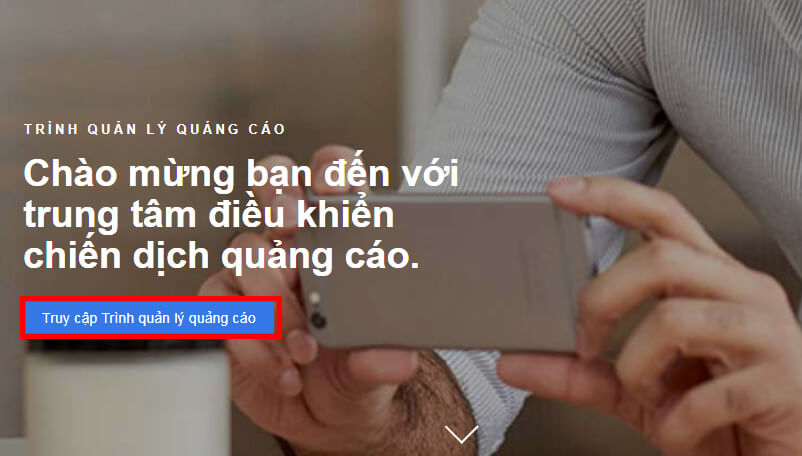 TRÌNH QUẢN LÝ QUẢNG CÁO
Chào mừng bạn đến với
trung tâm điều khiển
chiến dịch quảng cáo.
Truy cập Trình quản lý quảng cáo